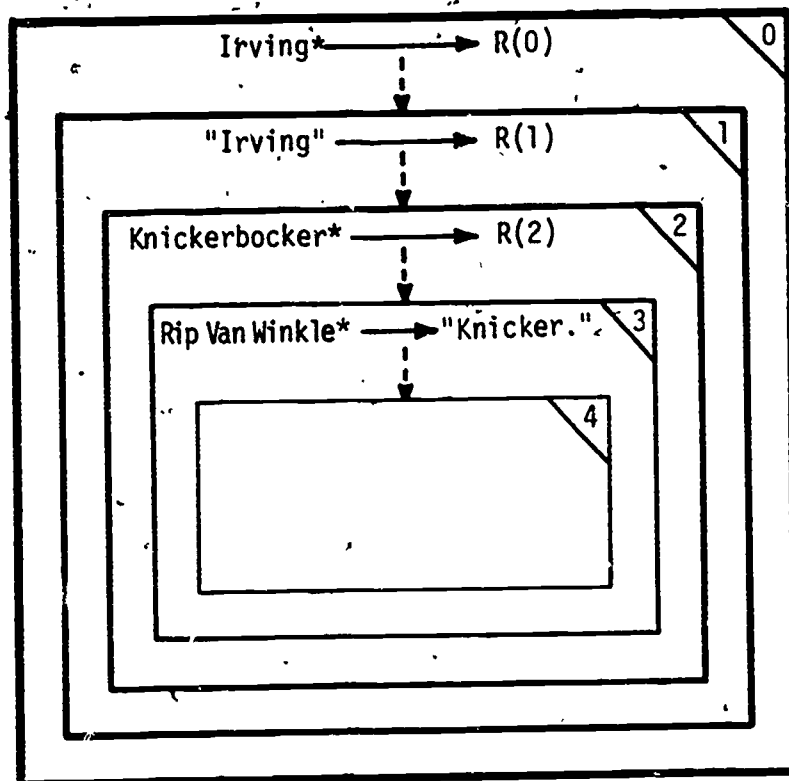 Irving* R(0) 0
"Irving" R(1) 1
Knickerbocker* R(2) 2
Rip Van Winkle* "Knicker." 3
4